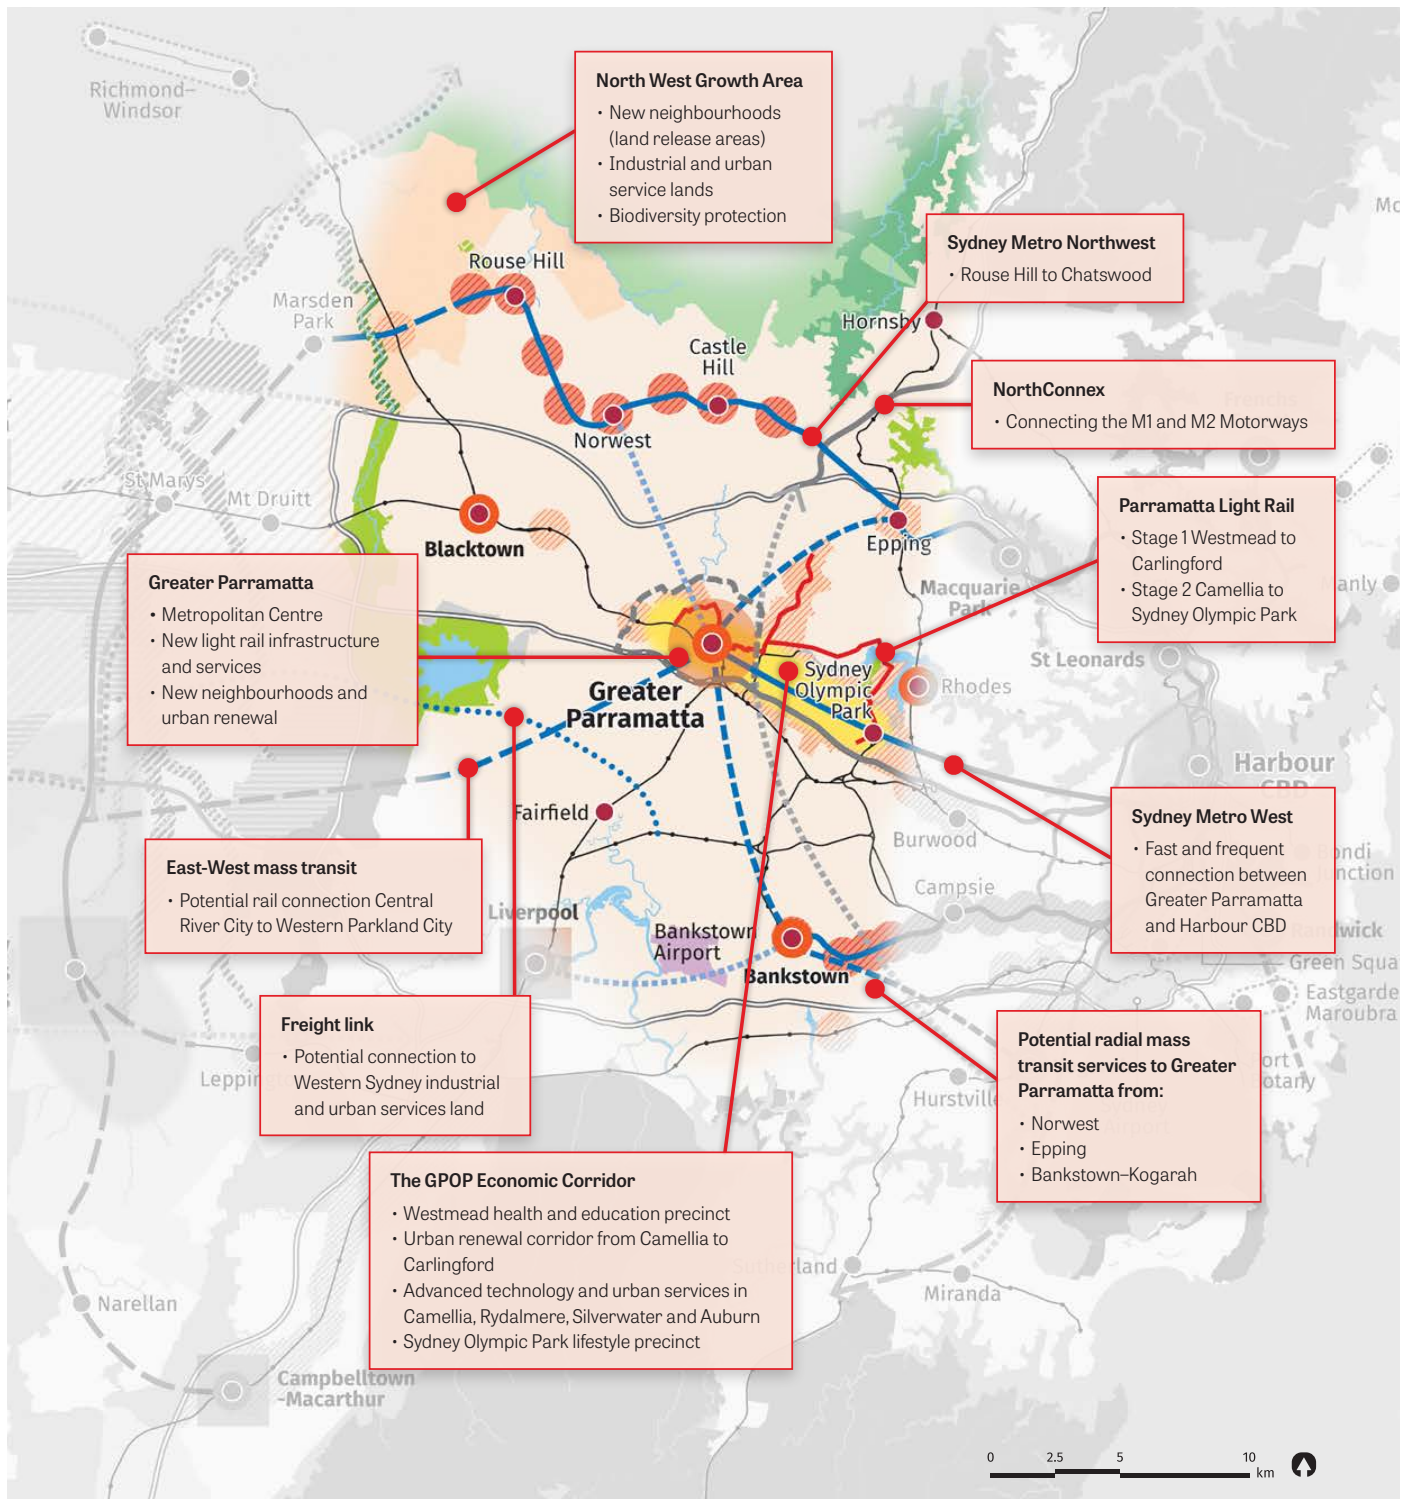 Richmond–
Windsor
North West Growth Area
• New neighbourhoods
(land release areas)
• Industrial and urban
service lands
• Biodiversity protection
Sydney Metro Northwest
• Rouse Hill to Chatswood
Rouse Hill
Marsden
Park
Hornsby
Castle
Hill
NorthConnex
• Connecting the M1 and M2 Motorways
Norwest
St Marys
Mt Druitt
Blacktown
Epping
Parramatta Light Rail
• Stage 1 Westmead to
Carlingford
• Stage 2 Camellia to
Sydney Olympic Park
Macquarie
Park
Greater Parramatta
• Metropolitan Centre
• New light rail infrastructure
and services
• New neighbourhoods and
urban renewal
St Leonards
Sydney
Olympic
Park
Rhodes
Greater
Parramatta
Harbour
CBD
Fairfield
Burwood
Sydney Metro West
• Fast and frequent
connection between
Greater Parramatta
and Harbour CBD
East-West mass transit
• Potential rail connection Central
River City to Western Parkland City
Campsie
Liverpool
Bankstown
Airport
Bankstown
Green Squa
Eastgarde
Maroubra
Freight link
• Potential connection to
Western Sydney industrial
and urban services land
Potential radial mass
transit services to Greater
Parramatta from:
• Norwest
• Epping
• Bankstown–Kogarah
Hurstville
The GPOP Economic Corridor
• Westmead health and education precinct
• Urban renewal corridor from Camellia to
Carlingford
• Advanced technology and urban services in
Camellia, Rydalmere, Silverwater and Auburn
• Sydney Olympic Park lifestyle precinct
Sutherland
Miranda
Narellan
Campbelltown
-Macarthur
0 2.5 5 10
km